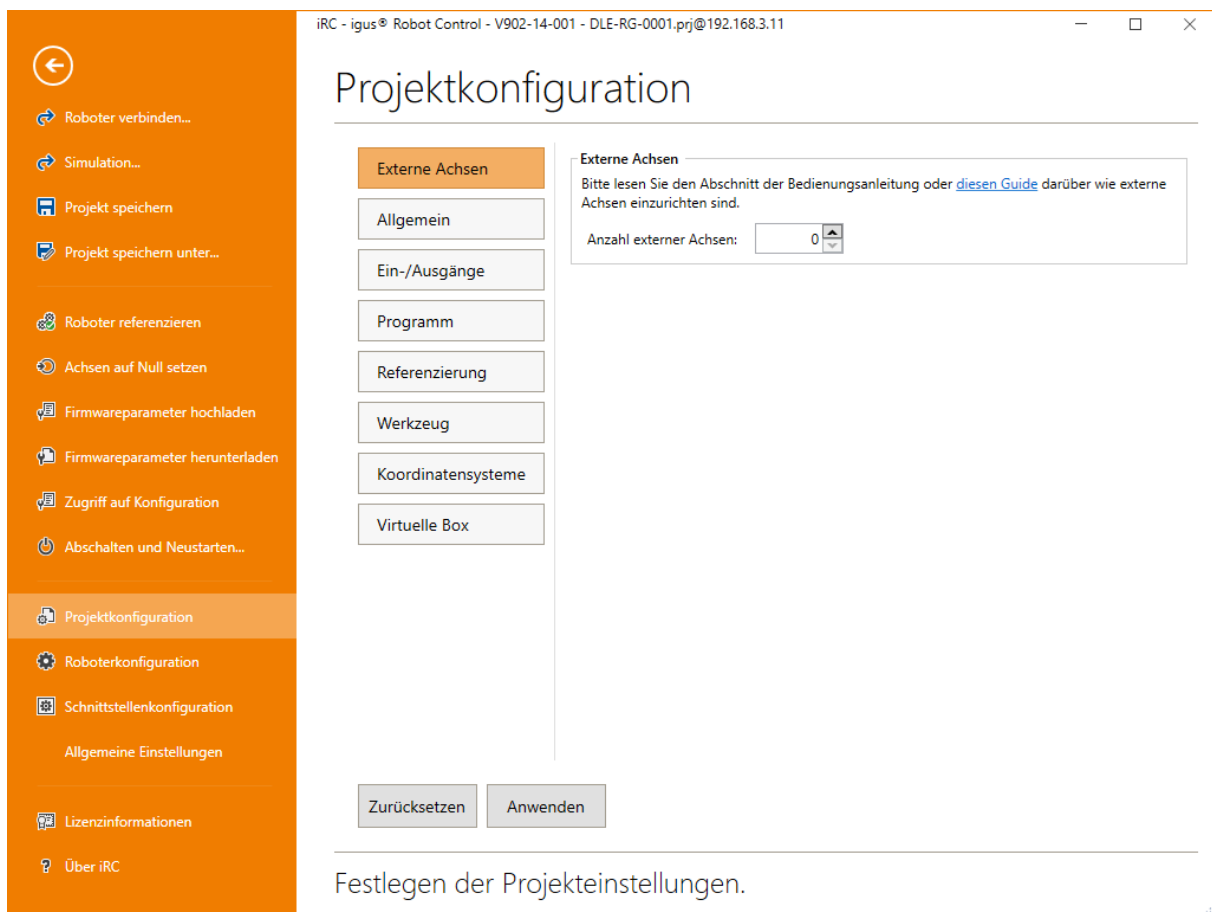 iRC - igus® Robot Control - V902-14-001 - DLE-RG-0001.prj@192.168.3.11
Roboter verbinden...
Simulation...
Projekt speichern
Projekt speichern unter...
Roboter referenzieren
Achsen auf Null setzen
Firmwareparameter hochladen
Firmwareparameter herunterladen
Zugriff auf Konfiguration
Abschalten und Neustarten...
Projektkonfiguration
Roboterkonfiguration
Schnittstellenkonfiguration
Allgemeine Einstellungen
Lizenzinformationen
Über iRC
Projektkonfiguration
Externe Achsen
Allgemein
Ein-/Ausgänge
Programm
Referenzierung
Werkzeug
Koordinatensysteme
Virtuelle Box
Externe Achsen
Bitte lesen Sie den Abschnitt der Bedienungsanleitung oder diesen Guide darüber wie externe
Achsen einzurichten sind.
Anzahl externer Achsen: 0
Zurücksetzen Anwenden
Festlegen der Projekteinstellungen.